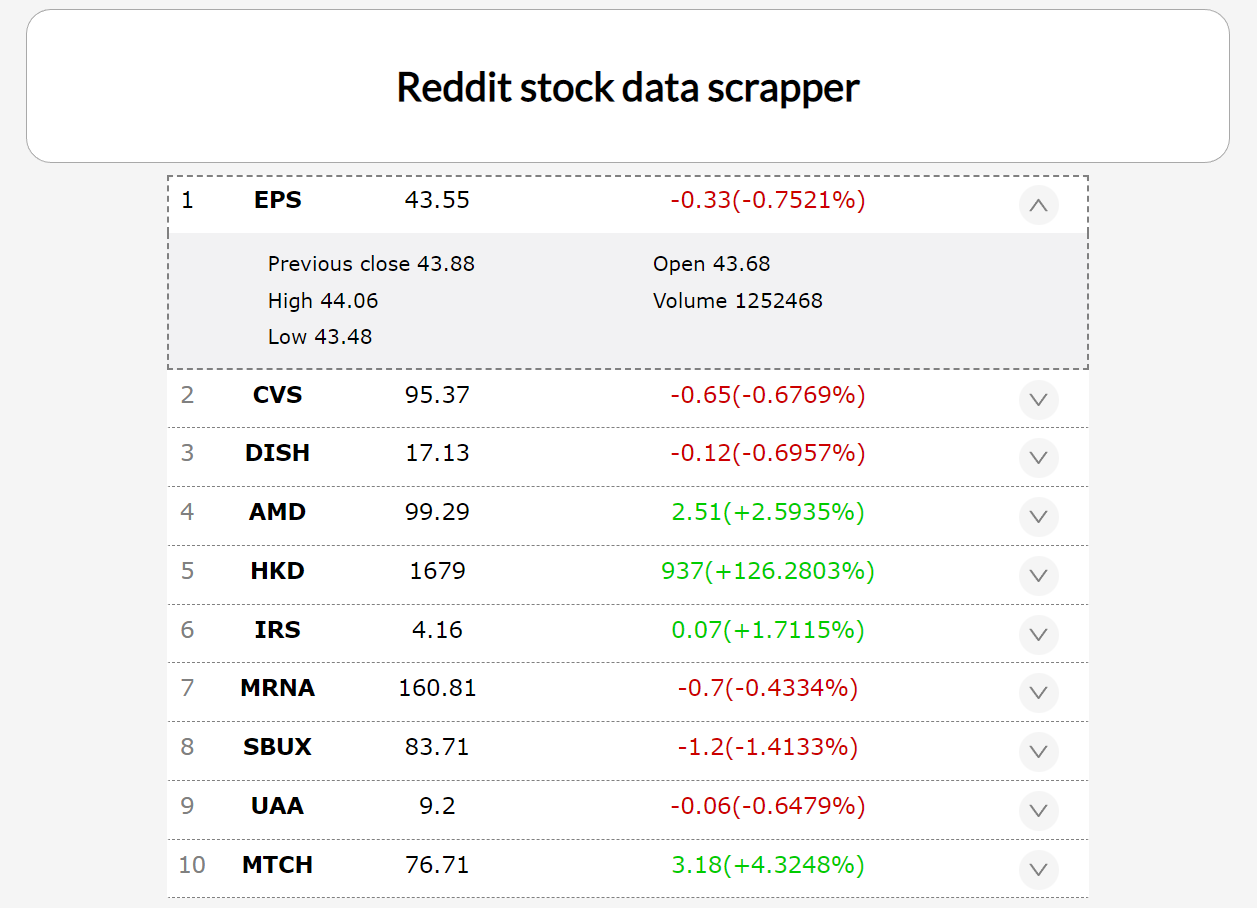 Reddit stock data scrapper
1 EPS 43.55 -0.33(-0.7521%)
Previous close 43.88 Open 43.68
High 44.06 Volume 1252468
Low 43.48
2 CVS 95.37 -0.65(-0.6769%)
3 DISH 17.13 -0.12(-0.6957%)
4 AMD 99.29 2.51(+2.5935%)
5 HKD 1679 937(+126.2803%)
6 IRS 4.16 0.07(+1.7115%)
7 MRNA 160.81 -0.7(-0.4334%)
8 SBUX 83.71 -1.2(-1.4133%)
9 UAA 9.2 -0.06(-0.6479%)
10 MTCH 76.71 3.18(+4.3248%)